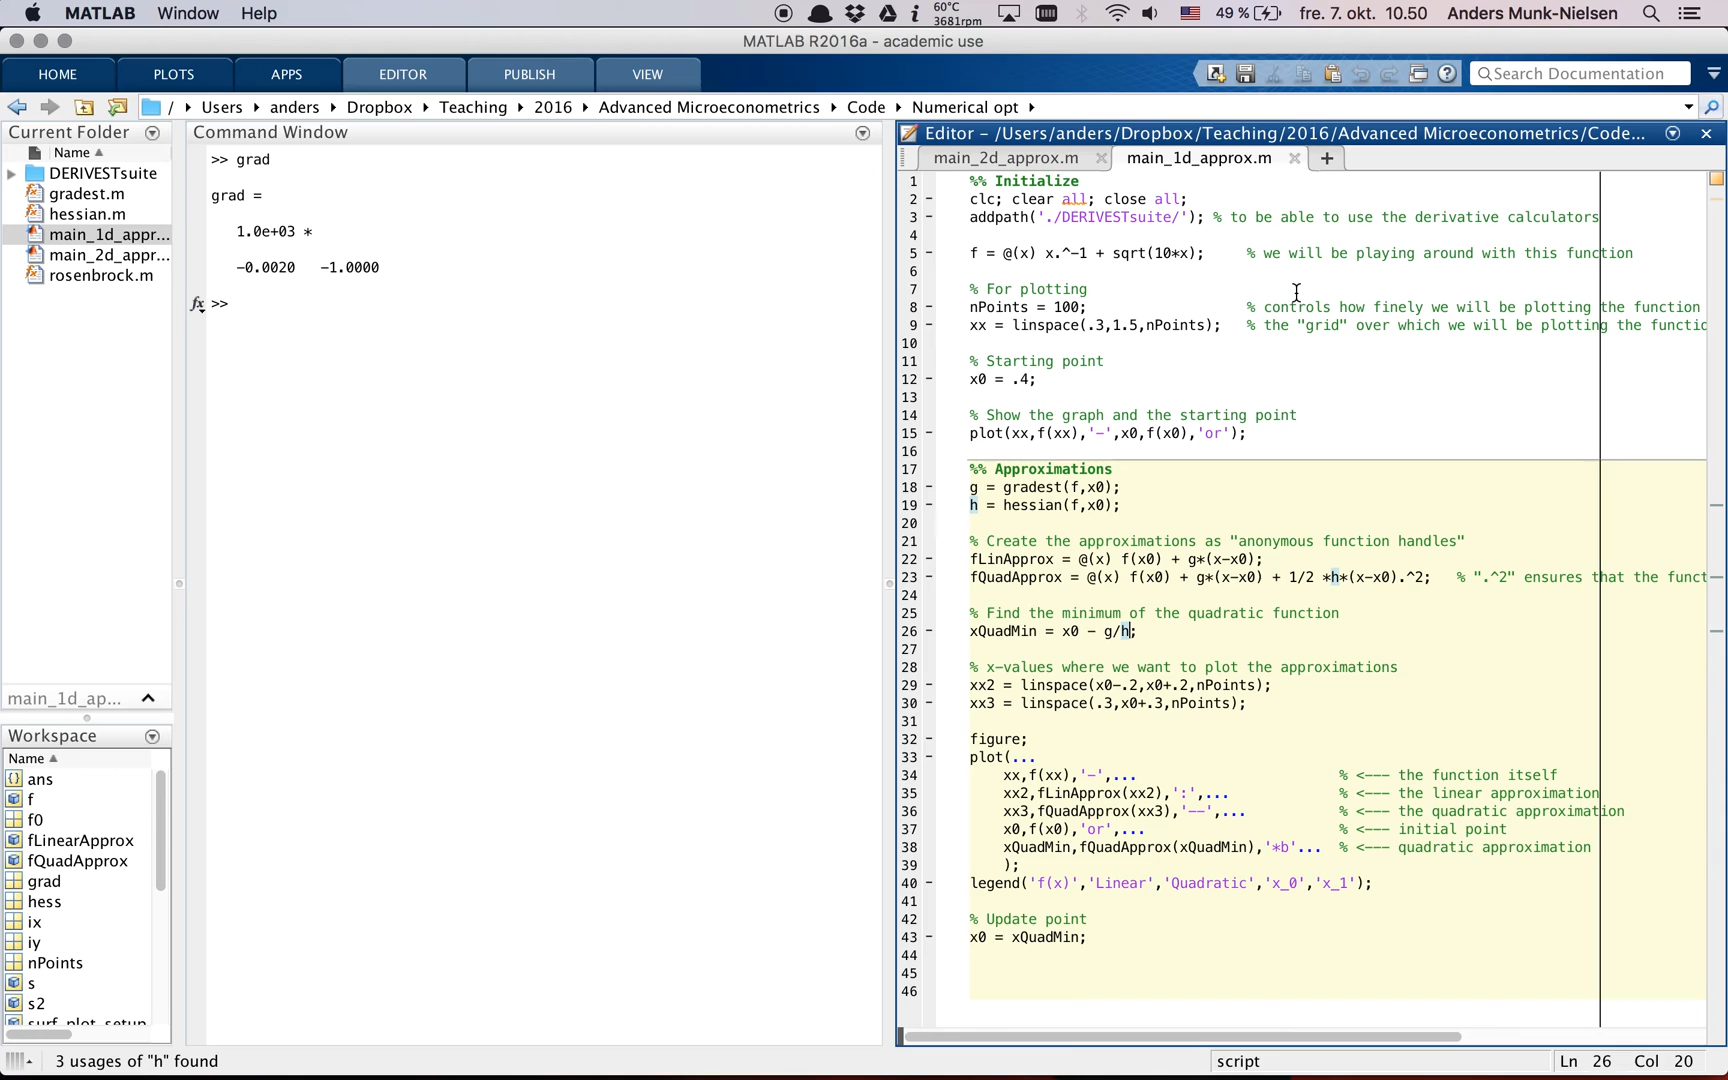 MATLAB Window Help 60°C 3681rpm 49 % fre. 7. okt. 10.50 Anders Munk-Nielsen
MATLAB R2016a - academic use
HOME PLOTS APPS EDITOR PUBLISH VIEW Search Documentation
/ Users anders Dropbox Teaching 2016 Advanced Microeconometrics Code Numerical opt
Current Folder
Name
DERIVESTsuite
gradest.m
hessian.m
main_1d_appr...
main_2d_appr...
rosenbrock.m
main_1d_ap...
Workspace
Name
ans
f
f0
fLinearApprox
fQuadApprox
grad
hess
ix
iy
nPoints
s
s2
surf_plot_setup
Command Window
>> grad
grad =
1.0e+03 *
-0.0020 -1.0000
fx >>
Editor - /Users/anders/Dropbox/Teaching/2016/Advanced Microeconometrics/Code...
main_2d_approx.m main_1d_approx.m +
1 %% Initialize
2 - clc; clear all; close all;
3 - addpath('./DERIVESTsuite/'); % to be able to use the derivative calculators
4
5 - f = @(x) x.^-1 + sqrt(10*x); % we will be playing around with this function
6
7 % For plotting
8 - nPoints = 100; % controls how finely we will be plotting the function
9 - xx = linspace(.3,1.5,nPoints); % the "grid" over which we will be plotting the functio
10
11 % Starting point
12 - x0 = .4;
13
14 % Show the graph and the starting point
15 - plot(xx,f(xx),'-',x0,f(x0),'or');
16
17 %% Approximations
18 - g = gradest(f,x0);
19 - h = hessian(f,x0);
20
21 % Create the approximations as "anonymous function handles"
22 - fLinApprox = @(x) f(x0) + g*(x-x0);
23 - fQuadApprox = @(x) f(x0) + g*(x-x0) + 1/2 *h*(x-x0).^2; % ".^2" ensures that the funct
24
25 % Find the minimum of the quadratic function
26 - xQuadMin = x0 - g/h;
27
28 % x-values where we want to plot the approximations
29 - xx2 = linspace(x0-.2,x0+.2,nPoints);
30 - xx3 = linspace(.3,x0+.3,nPoints);
31
32 - figure;
33 - plot(...
34 xx,f(xx),'-',... % <--- the function itself
35 xx2,fLinApprox(xx2),':',... % <--- the linear approximation
36 xx3,fQuadApprox(xx3),'--',... % <--- the quadratic approximation
37 x0,f(x0),'or',... % <--- initial point
38 xQuadMin,fQuadApprox(xQuadMin),'*b'... % <--- quadratic approximation
39 );
40 - legend('f(x)','Linear','Quadratic','x_0','x_1');
41
42 % Update point
43 - x0 = xQuadMin;
44
45
46
3 usages of "h" found script Ln 26 Col 20